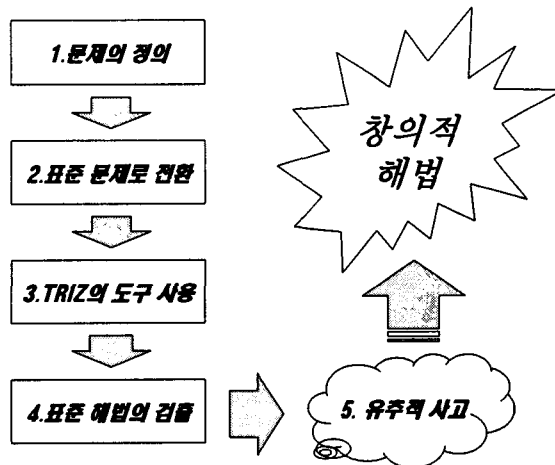 1.문제의 정의
2.표준 문제로 전환
3.TRIZ의 도구 사용
4.표준 해법의 검출
5. 유추적 사고
창의적
해법